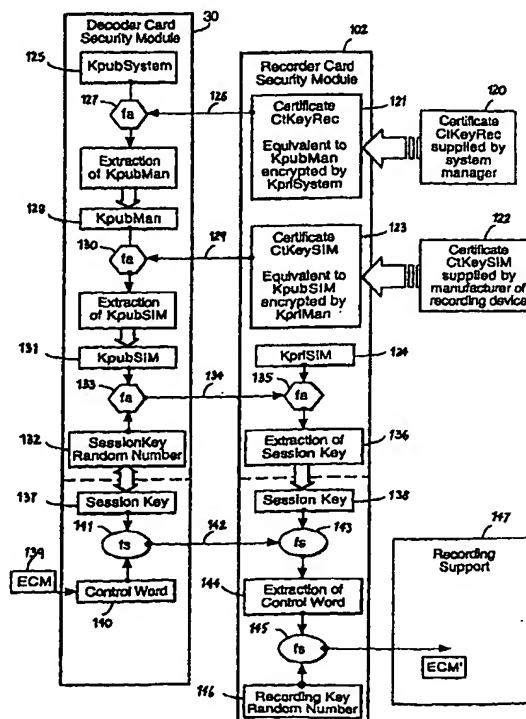 Decoder Card
Security Module
30
125
KpubSystem
127
fa
126
Extraction
of KpubMan
128
KpubMan
130
fa
129
Extraction
of KpubSIM
131
KpubSIM
133
fa
134
132
SessionKey
Random Number
137
Session Key
141
fs
142
139
ECM
Control Word
140
102
Recorder Card
Security Module
121
Certificate
CtKeyRec
Equivalent to
KpubMan
encrypted by
KpriSystem
120
Certificate
CtKeyRec
supplied by
system
manager
123
Certificate
CtKeySIM
Equivalent to
KpubSIM
encrypted by
KpriMan
122
Certificate
CtKeySIM
supplied by
manufacturer of
recording device
KpriSIM
124
135
fa
Extraction of
Session Key
136
Session Key
138
fs
143
144
Extraction of
Control Word
145
fs
146
Recording Key
Random Number
147
Recording
Support
ECM'